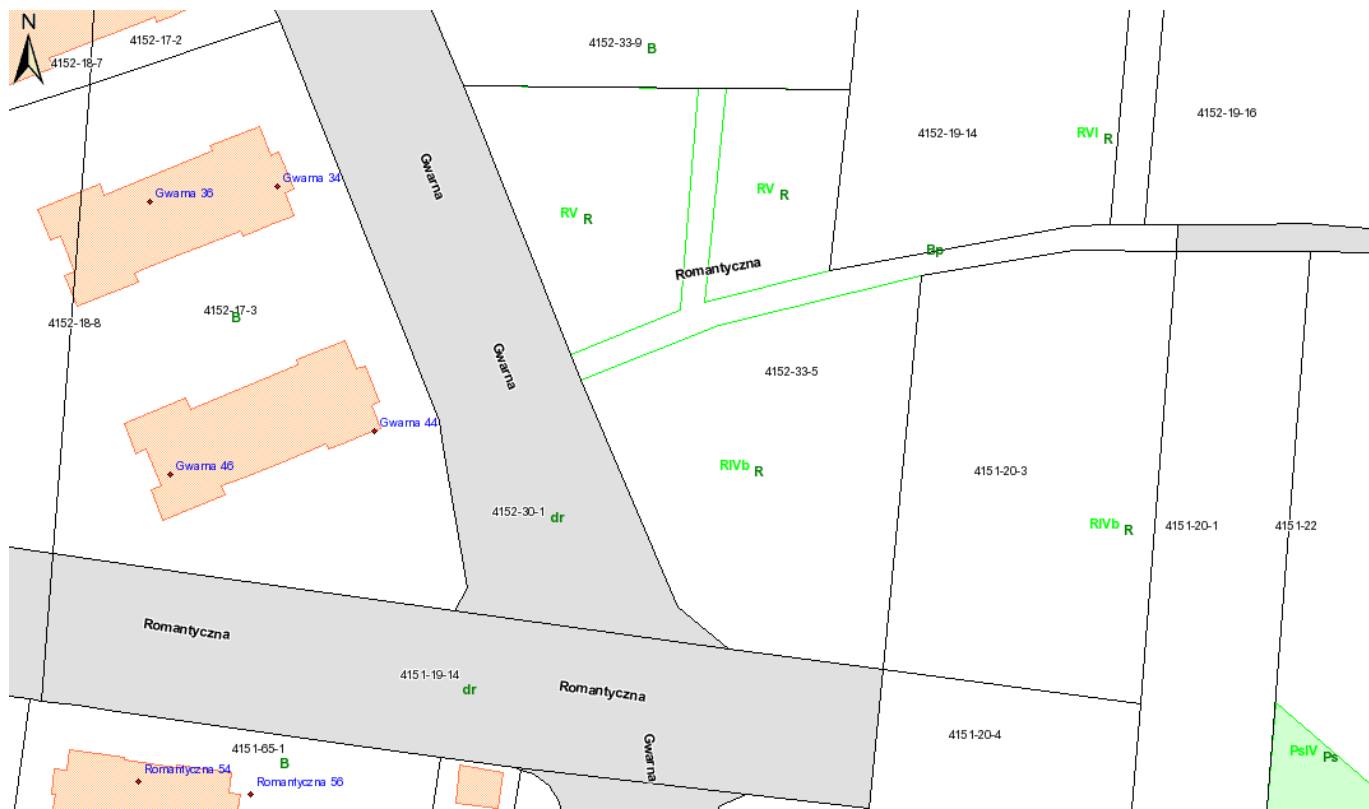 N
4152-17-2
4152-18-7
4152-33-9 B
4152-19-16
4152-19-14
RVI R
Gwarna
Gwarna 34
Gwarna 36
RV R
RV R
Bp
Romantyczna
4152-17-3
B
4152-18-8
Gwarna
4152-33-5
Gwarna 44
Gwarna 46
RIVb R
4151-20-3
4152-30-1 dr
RIVb R
4151-20-1
4151-22
Romantyczna
4151-19-14
dr
Romantyczna
Gwarna
4151-20-4
4151-65-1
B
PsIV Ps
Romantyczna 54
Romantyczna 56